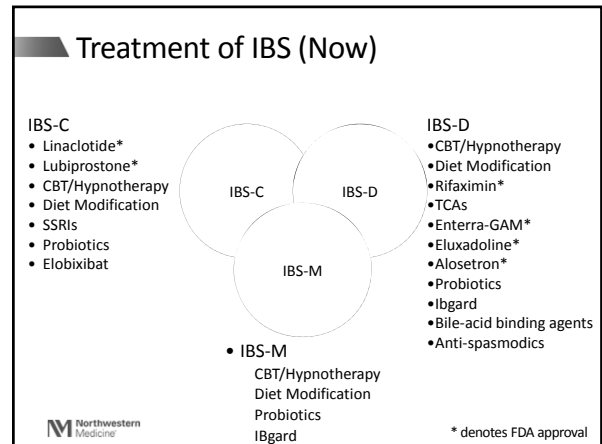 Treatment of IBS (Now)
IBS-C
• Linaclotide*
• Lubiprostone*
• CBT/Hypnotherapy
• Diet Modification
• SSRIs
• Probiotics
• Elobixibat
IBS-C
IBS-D
IBS-M
IBS-D
•CBT/Hypnotherapy
•Diet Modification
•Rifaximin*
•TCAs
•Enterra-GAM*
•Eluxadoline*
•Alosetron*
•Probiotics
•Ibgard
•Bile-acid binding agents
•Anti-spasmodics
• IBS-M
CBT/Hypnotherapy
Diet Modification
Probiotics
IBgard
NM Northwestern
Medicine
* denotes FDA approval